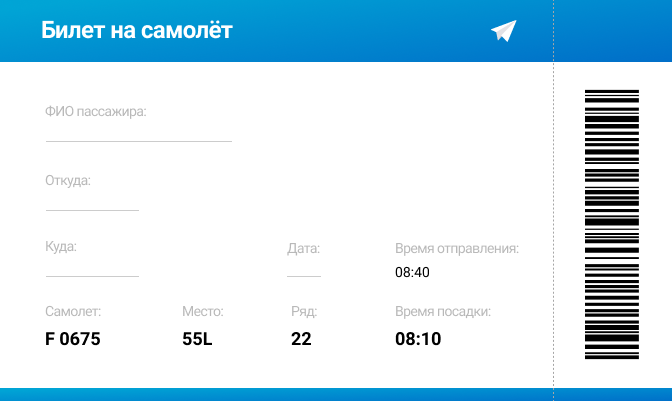 Билет на самолёт
ФИО пассажира:
Откуда:
Куда:
Дата:
Время отправления:
08:40
Самолет:
Место:
Ряд:
Время посадки:
F 0675
55L
22
08:10